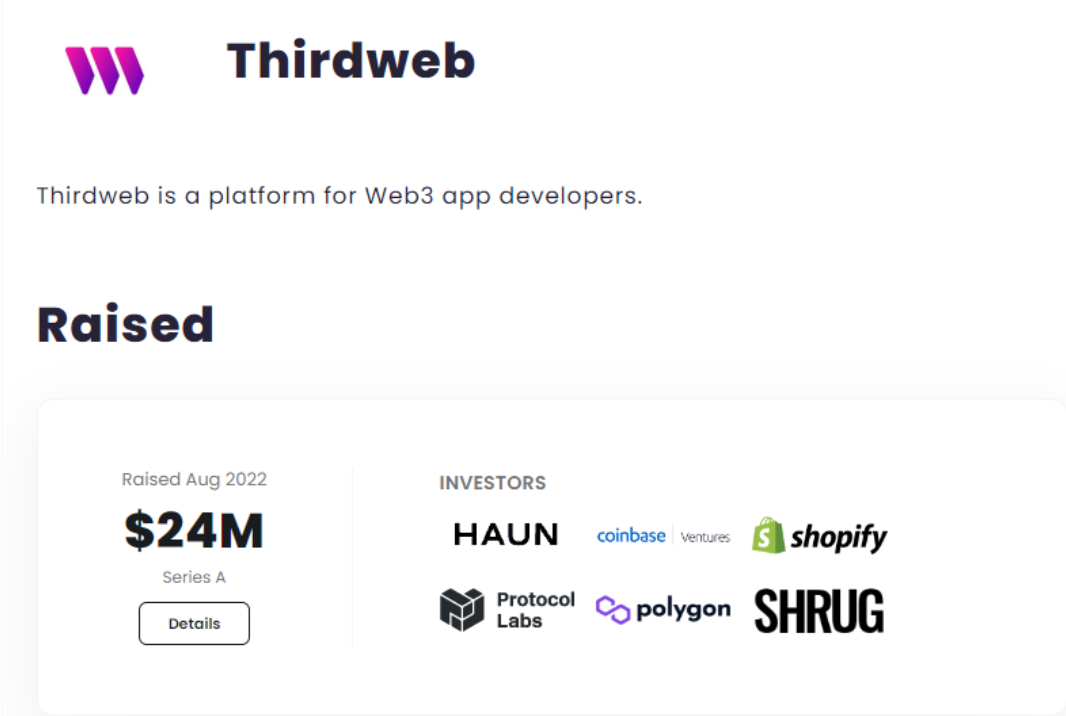 Thirdweb
Thirdweb is a platform for Web3 app developers.
Raised
Raised Aug 2022
$24M
Series A
Details
INVESTORS
HAUN
coinbase Ventures
shopify
Protocol
Labs
polygon
SHRUG